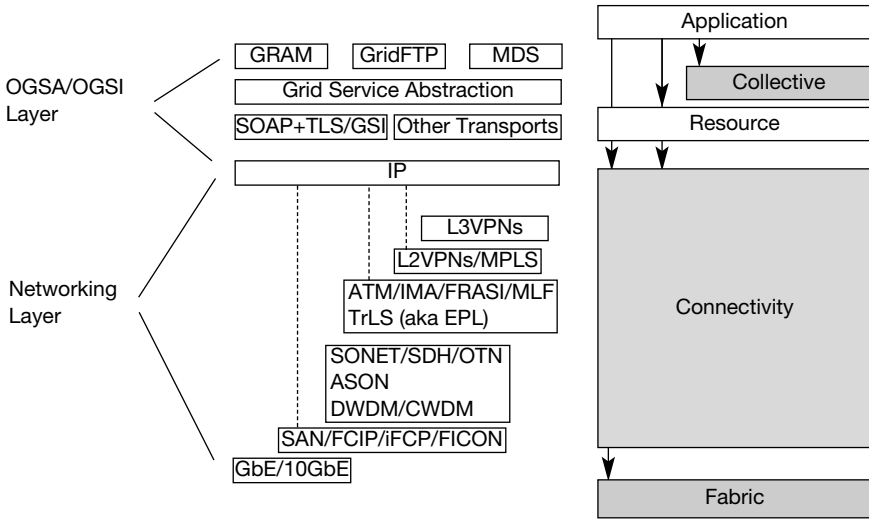 OGSA/OGSI
Layer
GRAM
GridFTP
MDS
Grid Service Abstraction
SOAP+TLS/GSI
Other Transports
IP
Networking
Layer
L3VPNs
L2VPNs/MPLS
ATM/IMA/FRASI/MLF
TrLS (aka EPL)
SONET/SDH/OTN
ASON
DWDM/CWDM
SAN/FCIP/iFCP/FICON
GbE/10GbE
Application
Collective
Resource
Connectivity
Fabric